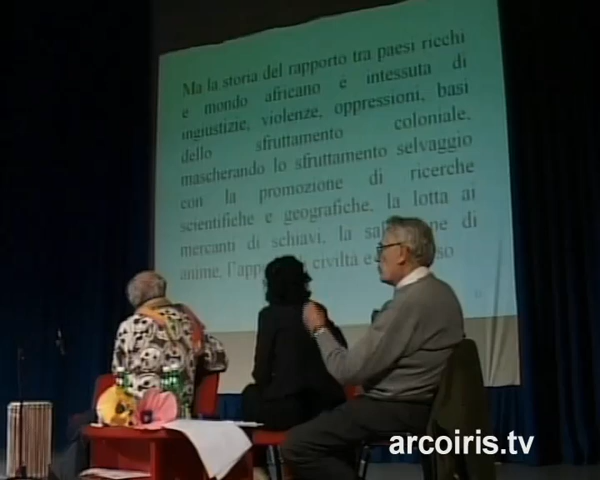 Ma la storia del rapporto tra paesi ricchi
e mondo africano è intessuta di
ingiustizie, violenze, oppressioni, basi
dello sfruttamento coloniale,
mascherando lo sfruttamento selvaggio
con la promozione di ricerche
scientifiche e geografiche, la lotta ai
mercanti di schiavi, la di
anime, civiltà e
arcoiris.tv